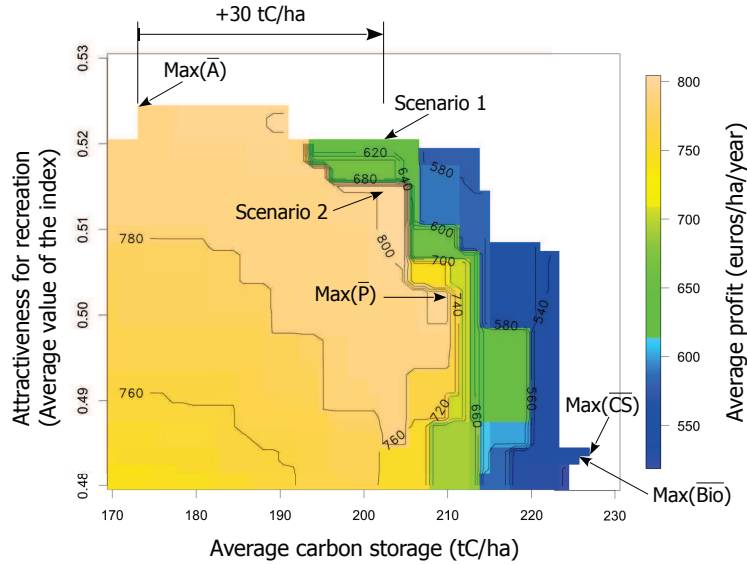 +30 tC/ha
Max(A̅)
Scenario 1
Scenario 2
Max(P̅)
Max(C̅S̅)
Max(B̅i̅o̅)
620
680
640
580
600
800
700
740
780
760
580
540
560
660
720
760
0.53
0.52
0.51
0.50
0.49
0.48
Attractiveness for recreation
(Average value of the index)
170 180 190 200 210 220 230
Average carbon storage (tC/ha)
800
750
700
650
600
550
Average profit (euros/ha/year)